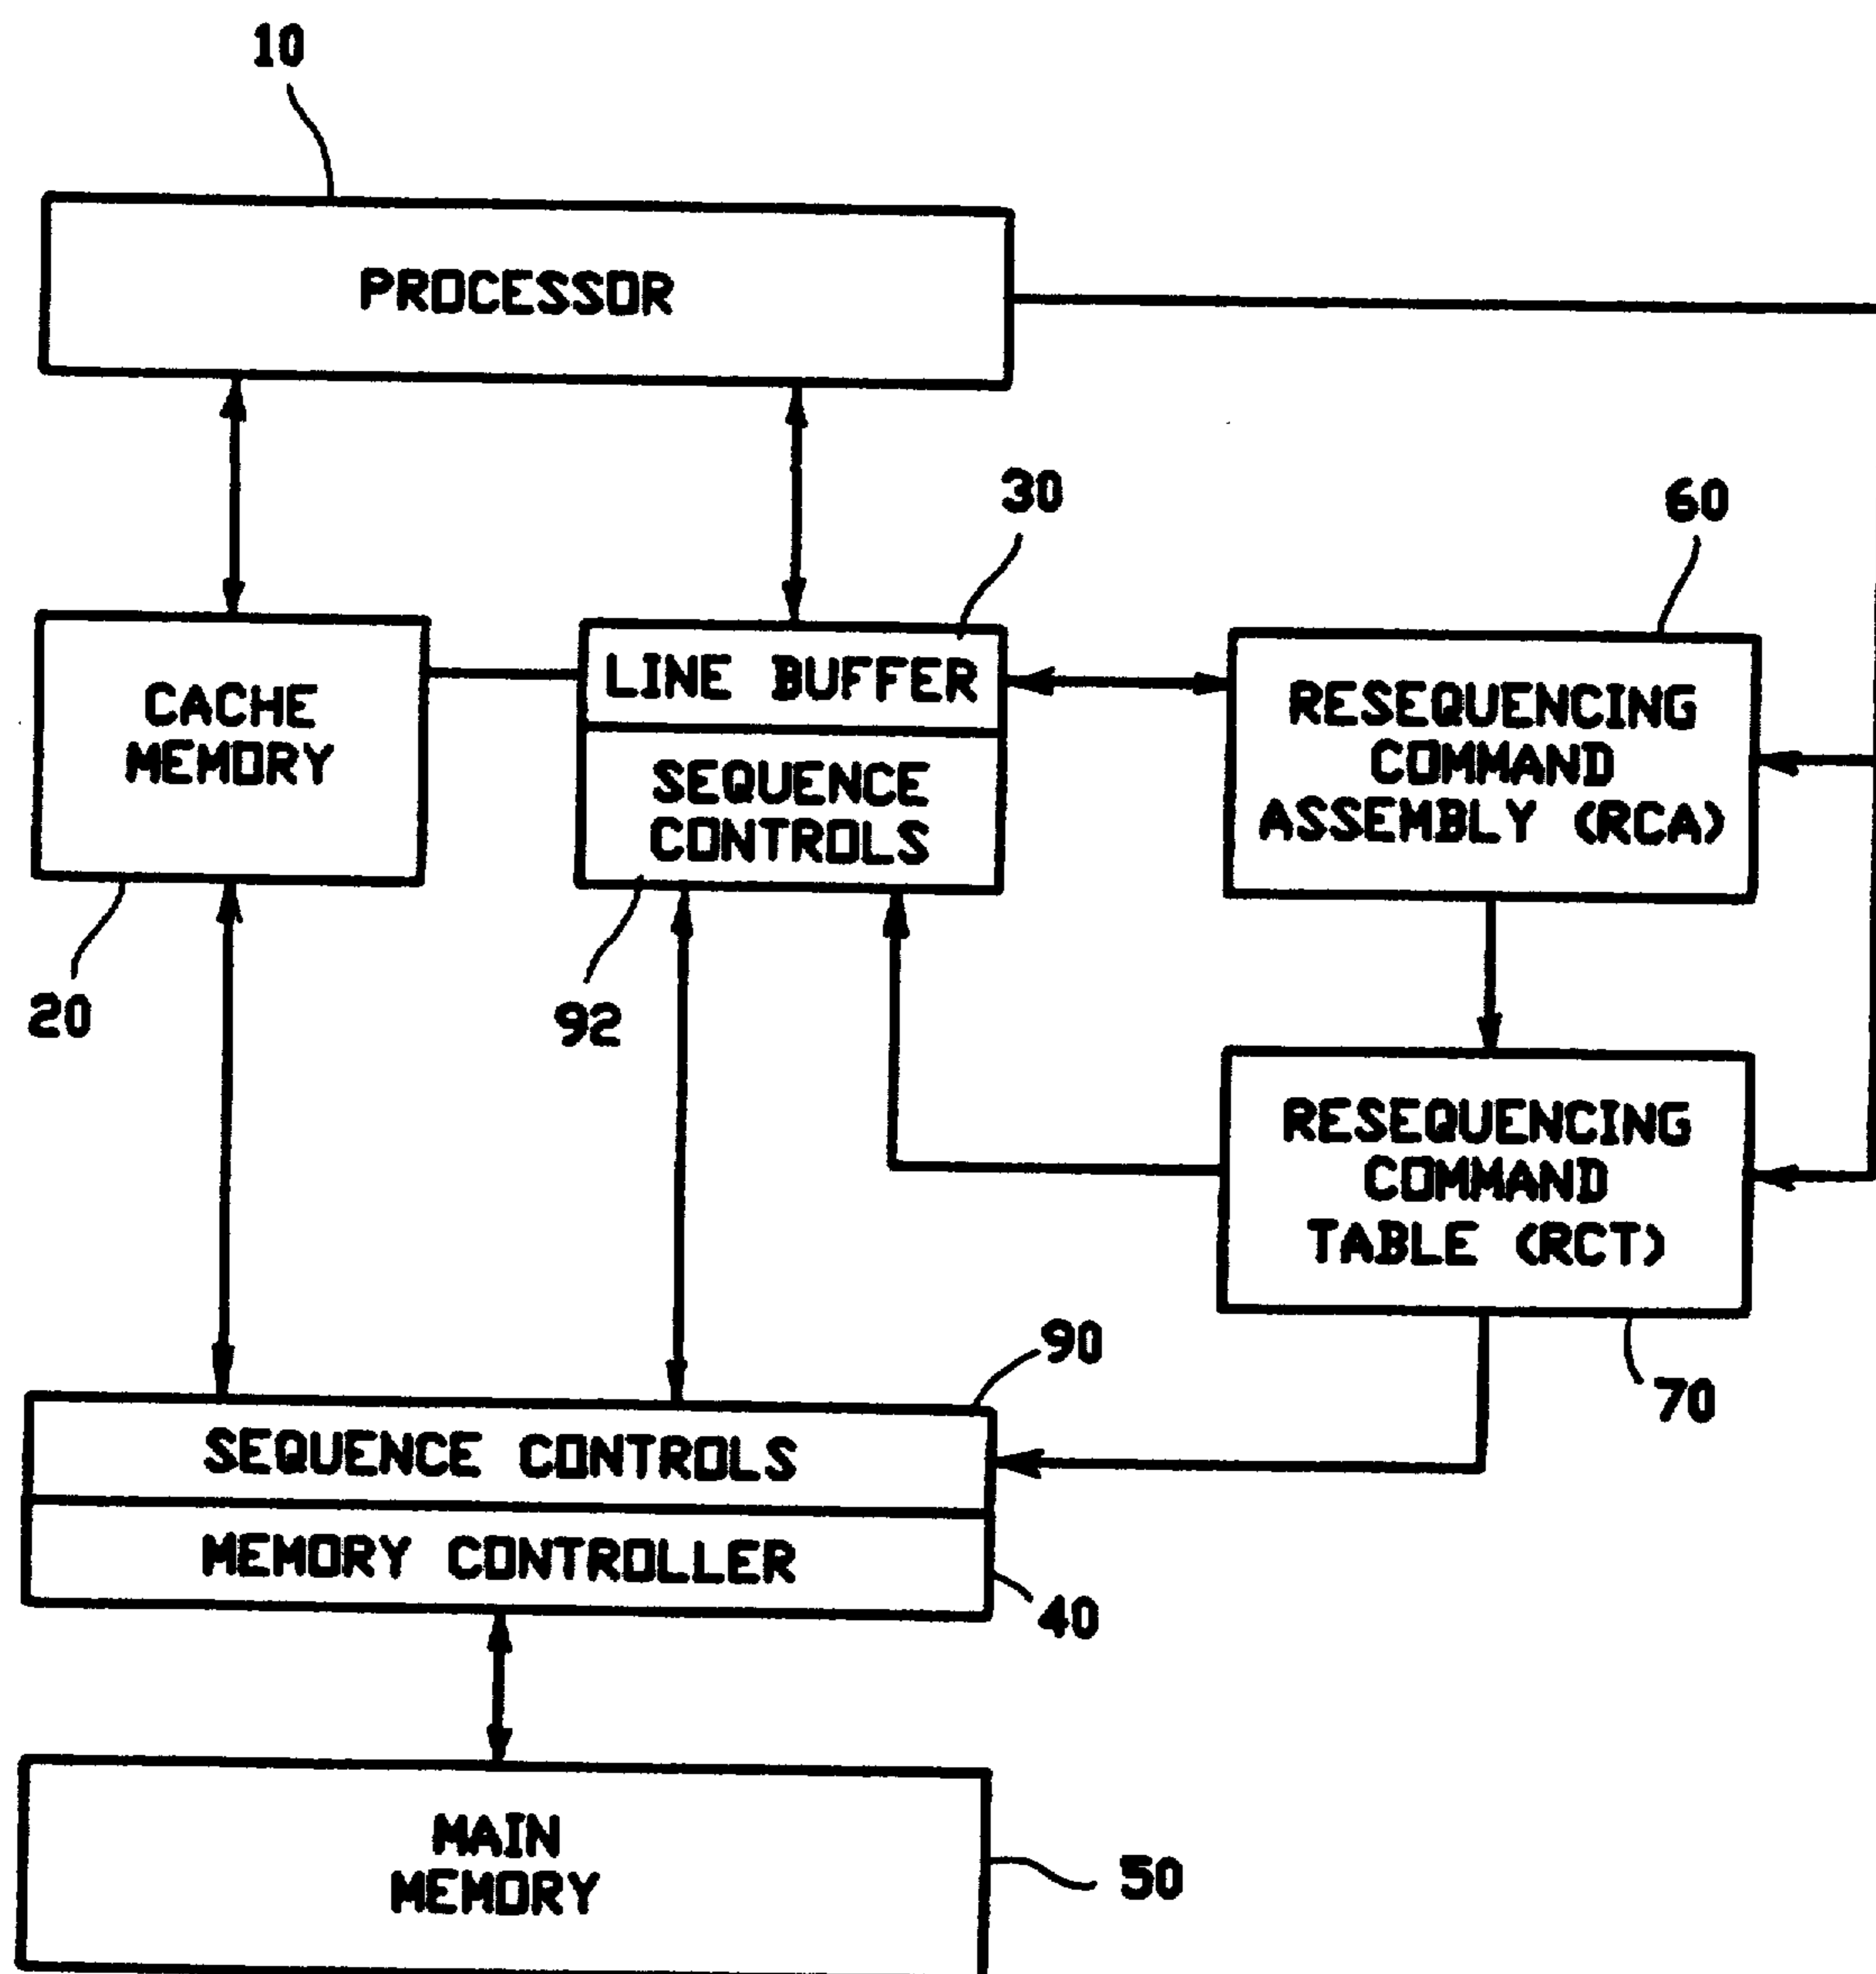 10
PROCESSOR
30
60
LINE BUFFER
CACHE
MEMORY
SEQUENCE
CONTROLS
RESEQUENCING
COMMAND
ASSEMBLY (RCA)
20
92
RESEQUENCING
COMMAND
TABLE (RCT)
90
70
SEQUENCE CONTROLS
MEMORY CONTROLLER
40
MAIN
MEMORY
50